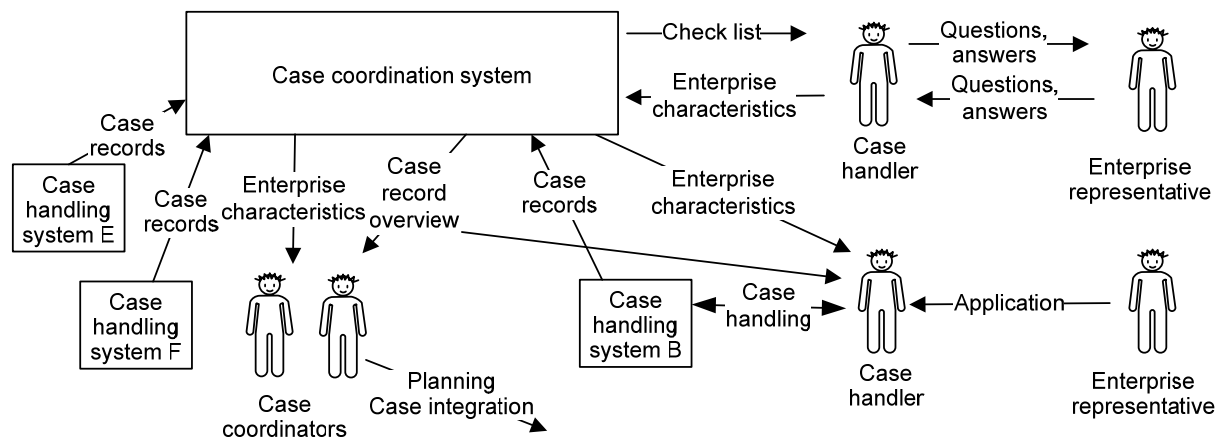 Case coordination system
Check list
Enterprise
characteristics
Case
handler
Questions,
answers
Questions,
answers
Enterprise
representative
Case
records
Case
handling
system E
Case
records
Case
handling
system F
Enterprise
characteristics
Case
record
overview
Case
records
Enterprise
characteristics
Case
handling
system B
Case
handling
Case
handler
Application
Enterprise
representative
Case
coordinators
Planning
Case integration